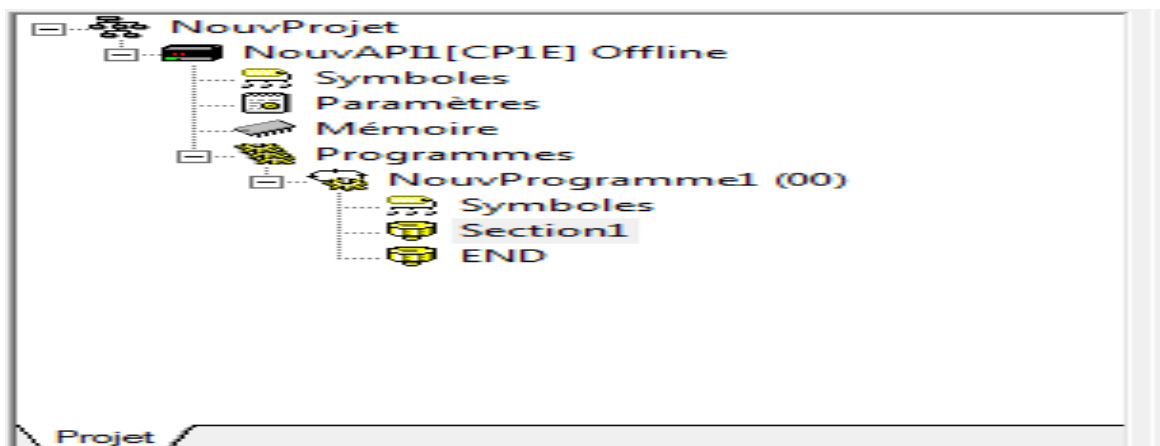 NouvProjet
NouvAPI1[CP1E] Offline
Symboles
Paramètres
Mémoire
Programmes
NouvProgramme1 (00)
Symboles
Section1
END
Projet